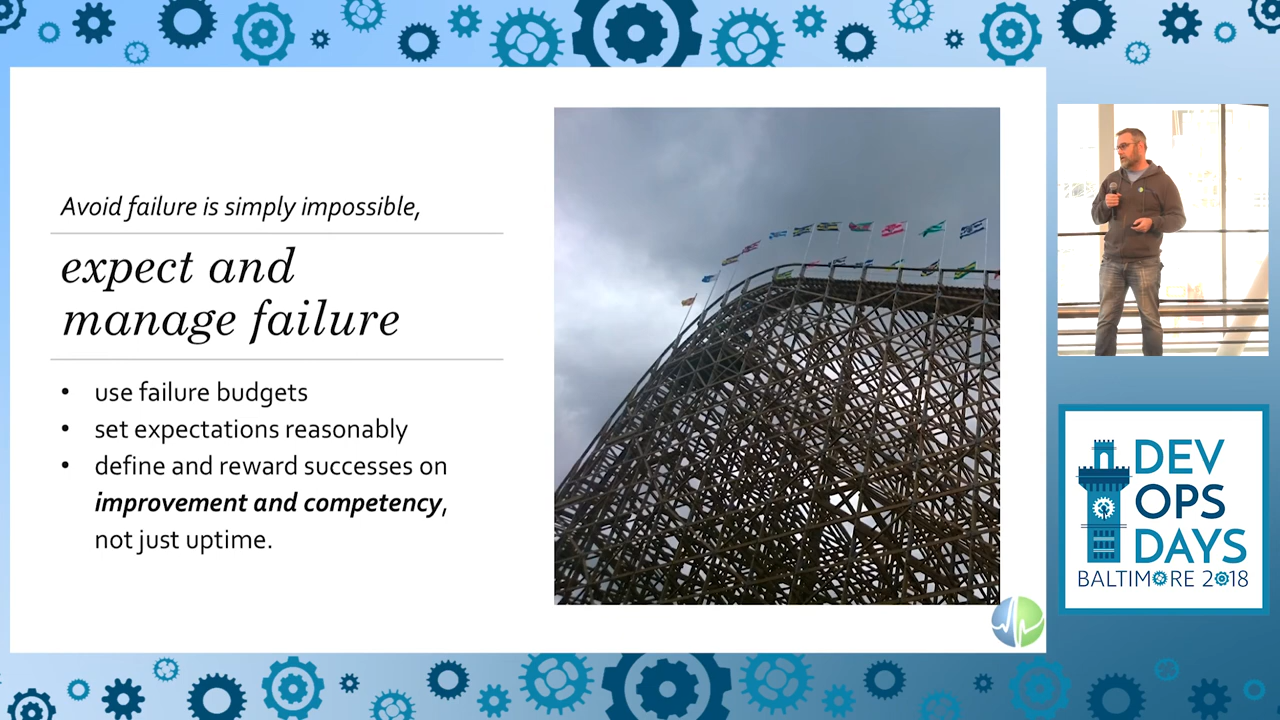 Avoid failure is simply impossible,
expect and
manage failure
• use failure budgets
• set expectations reasonably
• define and reward successes on
improvement and competency,
not just uptime.
DEV
OPS
DAYS
BALTIMORE 2018